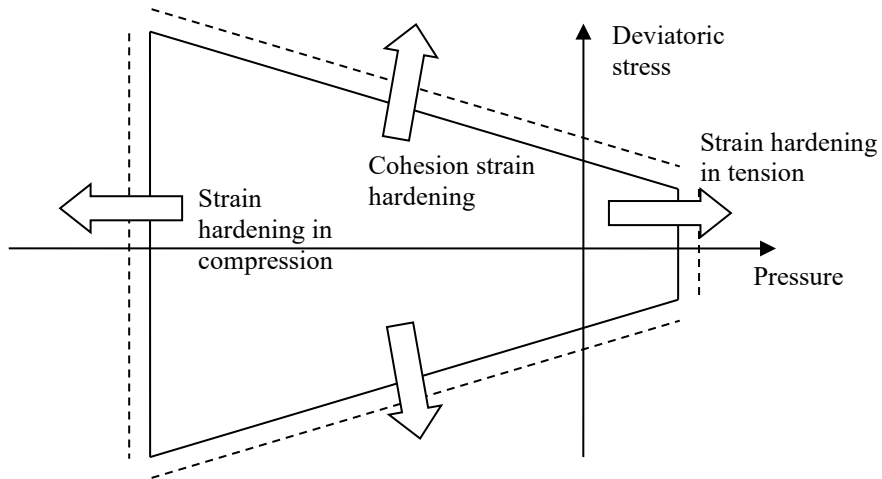 Deviatoric
stress
Strain hardening
in tension
Cohesion strain
hardening
Strain
hardening in
compression
Pressure